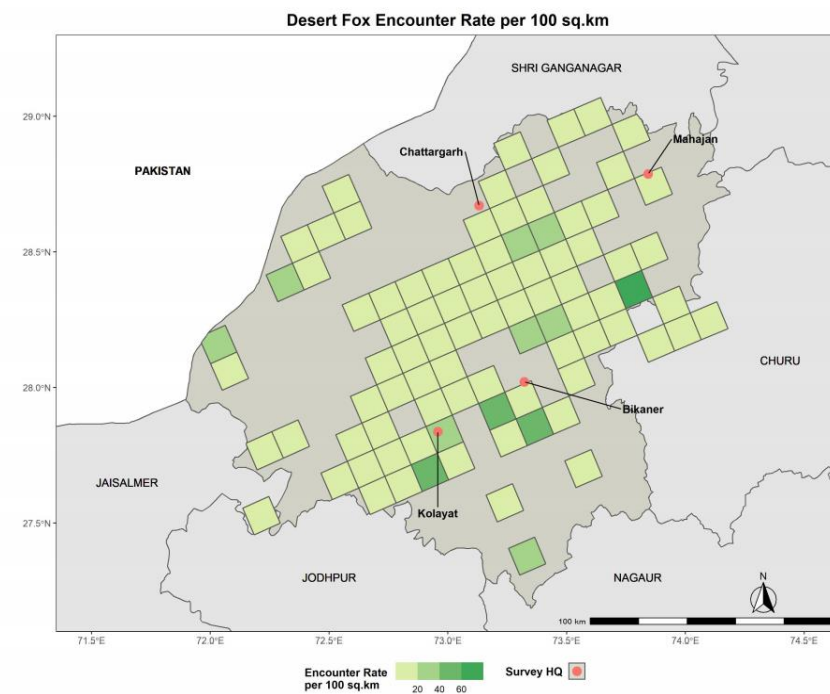 Desert Fox Encounter Rate per 100 sq.km
SHRI GANGANAGAR
29.0°N
Mahajan
Chattargarh
PAKISTAN
28.5°N
CHURU
28.0°N
Bikaner
JAISALMER
Kolayat
27.5°N
JODHPUR
NAGAUR
N
100 km
71.5°E 72.0°E 72.5°E 73.0°E 73.5°E 74.0°E 74.5°E
Encounter Rate
per 100 sq.km
20 40 60
Survey HQ